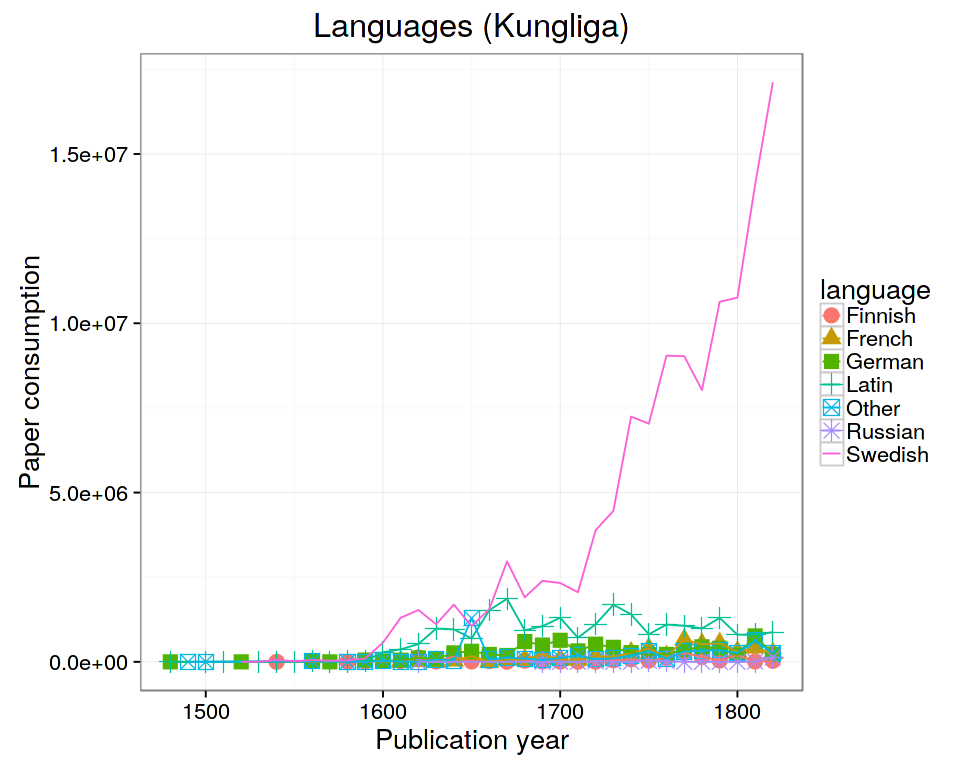 Languages (Kungliga)
Paper consumption
1.5e+07
1.0e+07
5.0e+06
0.0e+00
1500
1600
1700
1800
Publication year
language
Finnish
French
German
Latin
Other
Russian
Swedish